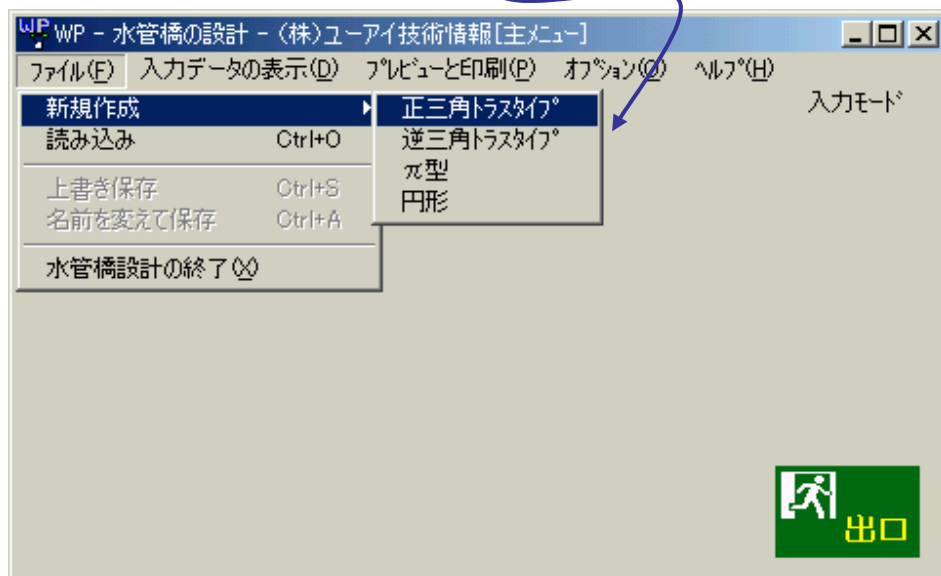 WP WP - 水管橋の設計 - (株)ユーアイ技術情報[主メニュー]
ファイル(F) 入力データの表示(D) プレビューと印刷(P) オプション(O) ヘルプ(H)
入力モード
新規作成
読み込み Ctrl+O
上書き保存 Ctrl+S
名前を変えて保存 Ctrl+A
水管橋設計の終了(X)
正三角トラスタイプ
逆三角トラスタイプ
π型
円形
出口